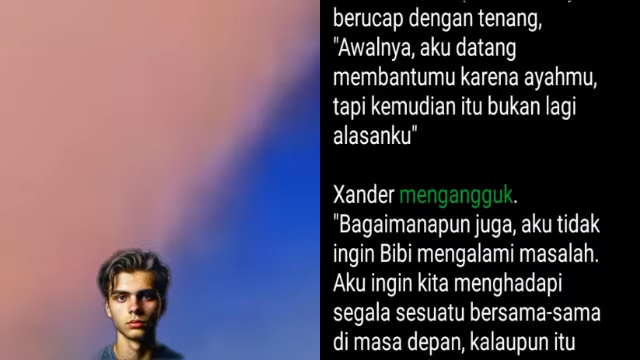 berucap dengan tenang,
"Awalnya, aku datang
membantumu karena ayahmu,
tapi kemudian itu bukan lagi
alasanku"
Xander mengangguk.
"Bagaimanapun juga, aku tidak
ingin Bibi mengalami masalah.
Aku ingin kita menghadapi
segala sesuatu bersama-sama
di masa depan, kalaupun itu